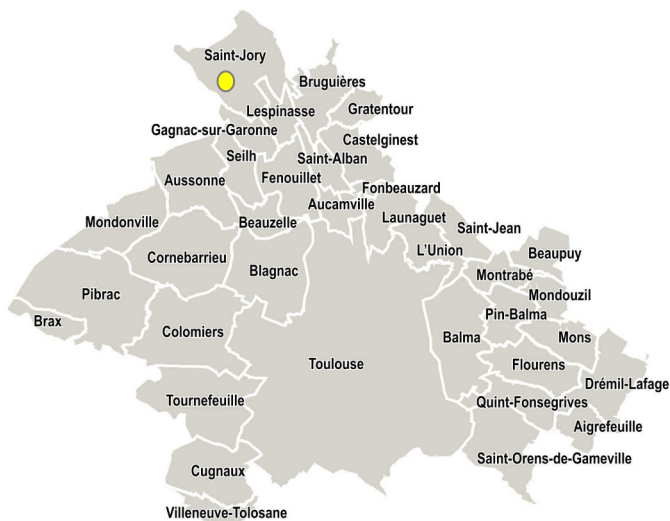 Saint-Jory
Bruguières
Lespinasse
Gratentour
Gagnac-sur-Garonne
Castelginest
Seilh
Saint-Alban
Aussonne
Fenouillet
Fonbeauzard
Aucamville
Mondonville
Beauzelle
Launaguet
Saint-Jean
Cornebarrieu
L'Union
Beaupuy
Blagnac
Montrabé
Pibrac
Mondouzil
Brax
Pin-Balma
Colomiers
Balma
Mons
Toulouse
Flourens
Drémil-Lafage
Tournefeuille
Quint-Fonsegrives
Aigrefeuille
Saint-Orens-de-Gameville
Cugnaux
Villeneuve-Tolosane